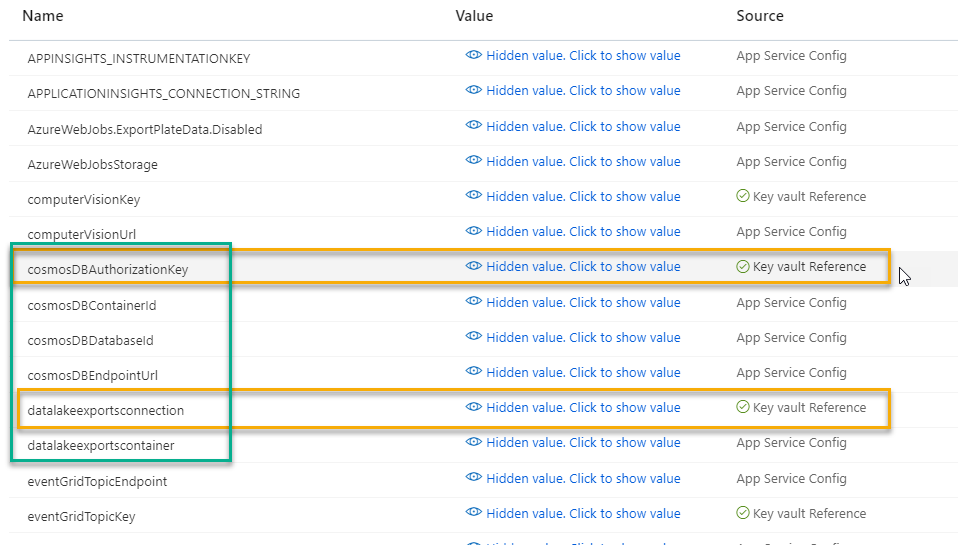 Name Value Source
APPINSIGHTS_INSTRUMENTATIONKEY Hidden value. Click to show value App Service Config
APPLICATIONINSIGHTS_CONNECTION_STRING Hidden value. Click to show value App Service Config
AzureWebJobs.ExportPlateData.Disabled Hidden value. Click to show value App Service Config
AzureWebJobsStorage Hidden value. Click to show value App Service Config
computerVisionKey Hidden value. Click to show value Key vault Reference
computerVisionUrl Hidden value. Click to show value App Service Config
cosmosDBAuthorizationKey Hidden value. Click to show value Key vault Reference
cosmosDBContainerId Hidden value. Click to show value App Service Config
cosmosDBDatabaseId Hidden value. Click to show value App Service Config
cosmosDBEndpointUrl Hidden value. Click to show value App Service Config
datalakeexportsconnection Hidden value. Click to show value Key vault Reference
datalakeexportscontainer Hidden value. Click to show value App Service Config
eventGridTopicEndpoint Hidden value. Click to show value App Service Config
eventGridTopicKey Hidden value. Click to show value Key vault Reference